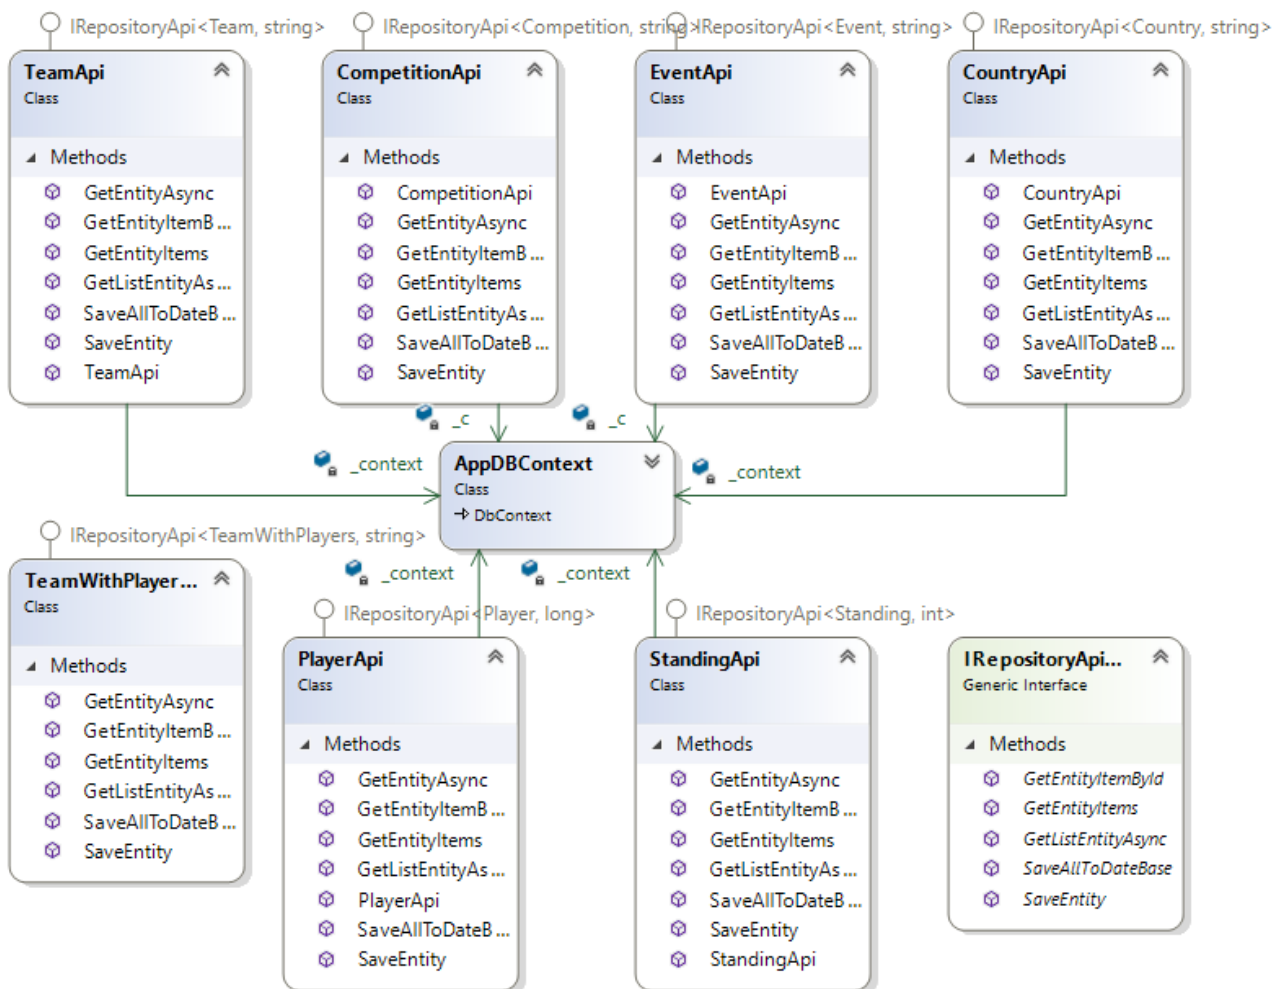 IRepositoryApi<Team, string>
TeamApi
Class
Methods
GetEntityAsync
GetEntityItemB...
GetEntityItems
GetListEntityAs...
SaveAllToDateB...
SaveEntity
TeamApi
IRepositoryApi<Competition, string>
CompetitionApi
Class
Methods
CompetitionApi
GetEntityAsync
GetEntityItemB...
GetEntityItems
GetListEntityAs...
SaveAllToDateB...
SaveEntity
IRepositoryApi<Event, string>
EventApi
Class
Methods
EventApi
GetEntityAsync
GetEntityItemB...
GetEntityItems
GetListEntityAs...
SaveAllToDateB...
SaveEntity
IRepositoryApi<Country, string>
CountryApi
Class
Methods
CountryApi
GetEntityAsync
GetEntityItemB...
GetEntityItems
GetListEntityAs...
SaveAllToDateB...
SaveEntity
_c
_c
_context
_context
AppDBContext
Class
DbContext
_context
_context
IRepositoryApi<TeamWithPlayers, string>
TeamWithPlayer...
Class
Methods
GetEntityAsync
GetEntityItemB...
GetEntityItems
GetListEntityAs...
SaveAllToDateB...
SaveEntity
IRepositoryApi<Player, long>
PlayerApi
Class
Methods
GetEntityAsync
GetEntityItemB...
GetEntityItems
GetListEntityAs...
PlayerApi
SaveAllToDateB...
SaveEntity
IRepositoryApi<Standing, int>
StandingApi
Class
Methods
GetEntityAsync
GetEntityItemB...
GetEntityItems
GetListEntityAs...
SaveAllToDateB...
SaveEntity
StandingApi
IRepositoryApi...
Generic Interface
Methods
GetEntityItemById
GetEntityItems
GetListEntityAsync
SaveAllToDateBase
SaveEntity